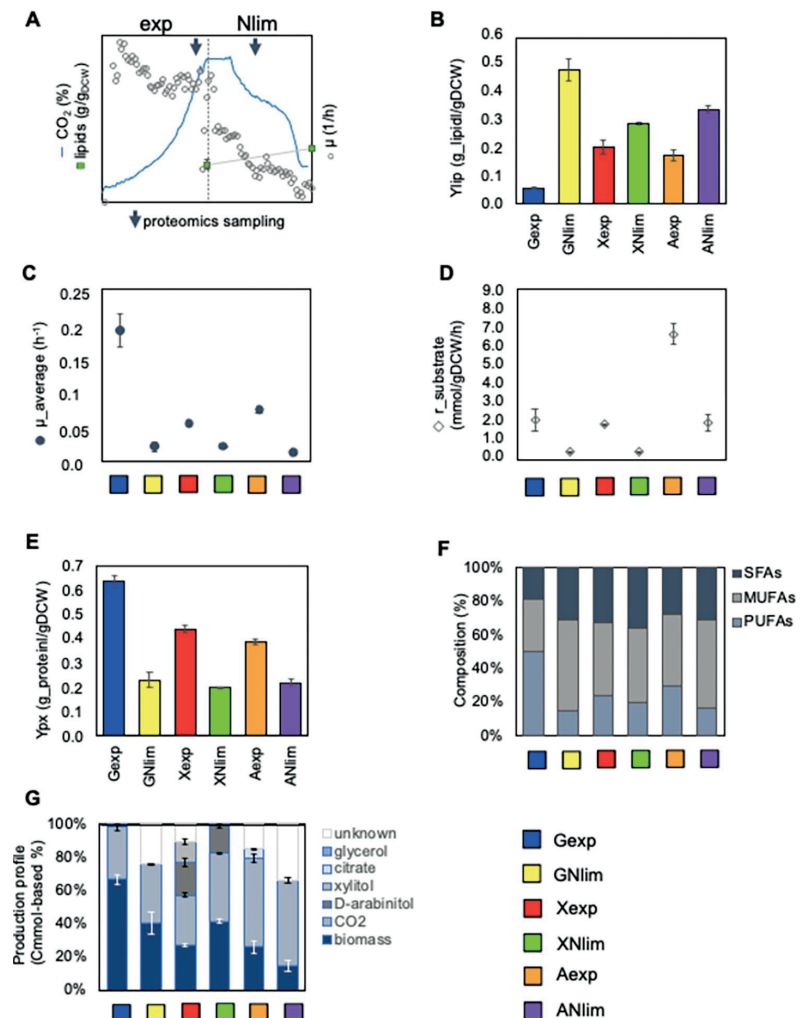 A
exp
Nlim
CO2 (%)
lipids (g/gDCW)
μ (1/h)
proteomics sampling
B
Ylip (g_lipidl/gDCW)
0.6
0.5
0.4
0.3
0.2
0.1
0.0
Gexp
GNlim
Xexp
XNlim
Aexp
ANlim
C
μ_average (h-1)
0.25
0.2
0.15
0.1
0.05
0.0
D
r_substrate
(mmol/gDCW/h)
9.0
8.0
7.0
6.0
5.0
4.0
3.0
2.0
1.0
0.0
E
Ypx (g_proteinl/gDCW)
0.7
0.6
0.5
0.4
0.3
0.2
0.1
0.0
Gexp
GNlim
Xexp
XNlim
Aexp
ANlim
F
Composition (%)
100%
80%
60%
40%
20%
0%
SFAs
MUFAs
PUFAs
G
Production profile
(Cmmol-based %)
100%
80%
60%
40%
20%
0%
unknown
glycerol
citrate
xylitol
D-arabinitol
CO2
biomass
Gexp
GNlim
Xexp
XNlim
Aexp
ANlim